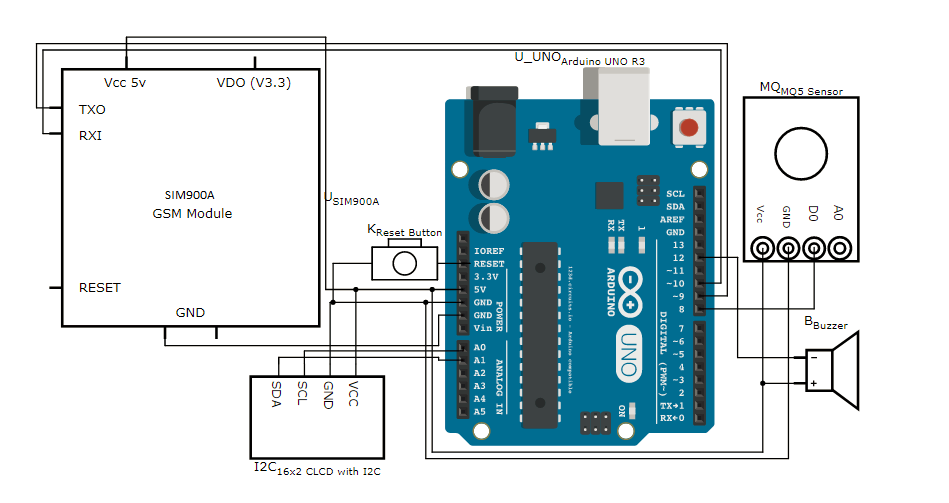 U_UNO Arduino UNO R3
MQ MQ5 Sensor
Vcc 5v
VDO (V3.3)
TXO
RXI
SIM900A
GSM Module
U SIM900A
RESET
GND
K Reset Button
IOREF
RESET
3.3V
5V
GND
GND
Vin
POWER
A0
A1
A2
A3
A4
A5
ANALOG IN
RX
TX
1
ARDUINO
UNO
ON
SCL
SDA
AREF
GND
13
12
~11
~10
~9
8
7
~6
~5
4
~3
2
TX→1
RX←0
DIGITAL (PWM~)
Vcc
GND
D0
A0
B Buzzer
−
+
SDA
SCL
GND
VCC
I2C 16x2 CLCD with I2C